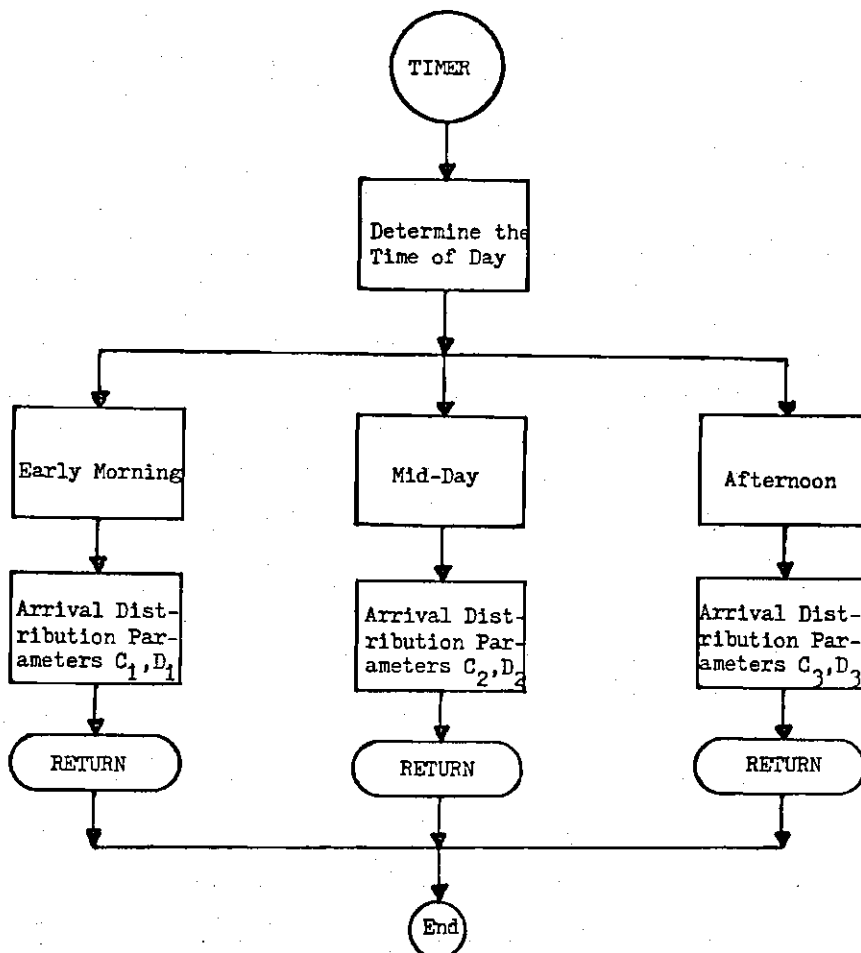 TIMER
Determine the
Time of Day
Early Morning
Mid-Day
Afternoon
Arrival Dist-
ribution Par-
ameters C₁,D₁
Arrival Dist-
ribution Par-
ameters C₂,D₂
Arrival Dist-
ribution Par-
ameters C₃,D₃
RETURN
RETURN
RETURN
End